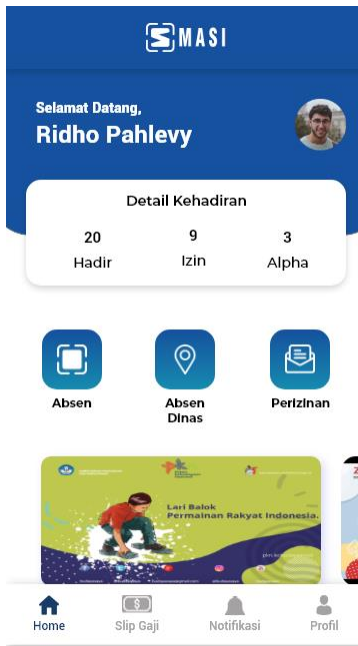 MASI
Selamat Datang,
Ridho Pahlevy
Detail Kehadiran
20 9 3
Hadir Izin Alpha
Absen Absen Dinas Perizinan
Lari Balok
Permainan Rakyat Indonesia.
Home Slip Gaji Notifikasi Profil